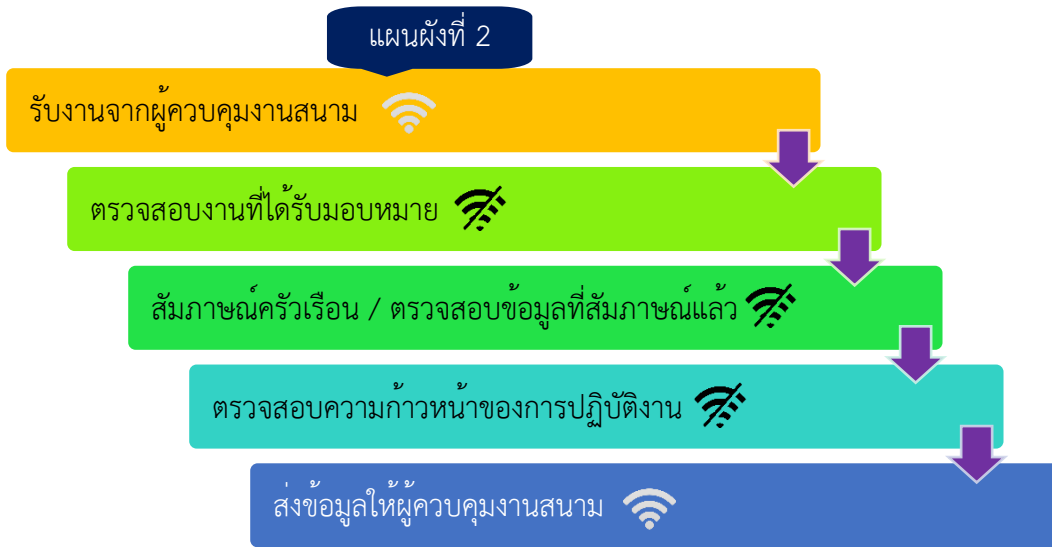 แผนผังที่ 2
รับงานจากผู้ควบคุมงานสนาม
ตรวจสอบงานที่ได้รับมอบหมาย
สัมภาษณ์ครัวเรือน / ตรวจสอบข้อมูลที่สัมภาษณ์แล้ว
ตรวจสอบความก้าวหน้าของการปฏิบัติงาน
ส่งข้อมูลให้ผู้ควบคุมงานสนาม